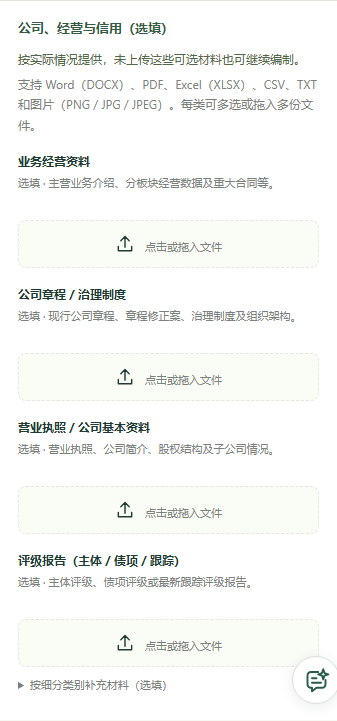 公司、经营与信用（选填）
按实际情况提供，未上传这些可选材料也可继续编制。
支持 Word（DOCX）、PDF、Excel（XLSX）、CSV、TXT
和图片（PNG / JPG / JPEG）。每类可多选或拖入多份文
件。
业务经营资料
选填 · 主营业务介绍、分板块经营数据及重大合同等。
点击或拖入文件
公司章程 / 治理制度
选填 · 现行公司章程、章程修正案、治理制度及组织架构。
点击或拖入文件
营业执照 / 公司基本资料
选填 · 营业执照、公司简介、股权结构及子公司情况。
点击或拖入文件
评级报告（主体 / 债项 / 跟踪）
选填 · 主体评级、债项评级或最新跟踪评级报告。
点击或拖入文件
按细分类别补充材料（选填）